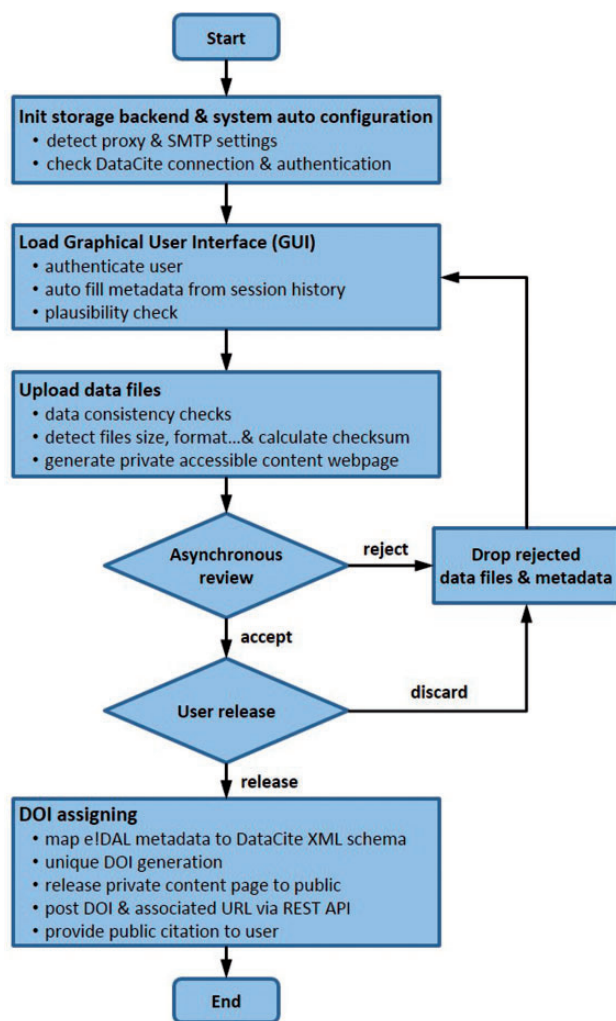 Start
Init storage backend & system auto configuration
• detect proxy & SMTP settings
• check DataCite connection & authentication
Load Graphical User Interface (GUI)
• authenticate user
• auto fill metadata from session history
• plausibility check
Upload data files
• data consistency checks
• detect files size, format...& calculate checksum
• generate private accessible content webpage
Asynchronous
review
reject
Drop rejected
data files & metadata
accept
User release
discard
release
DOI assigning
• map e!DAL metadata to DataCite XML schema
• unique DOI generation
• release private content page to public
• post DOI & associated URL via REST API
• provide public citation to user
End